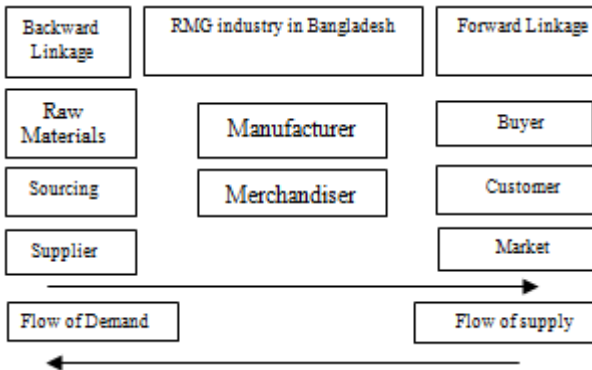 Backward
Linkage
RMG industry in Bangladesh
Forward Linkage
Raw
Materials
Manufacturer
Buyer
Sourcing
Merchandiser
Customer
Supplier
Market
Flow of Demand
Flow of supply